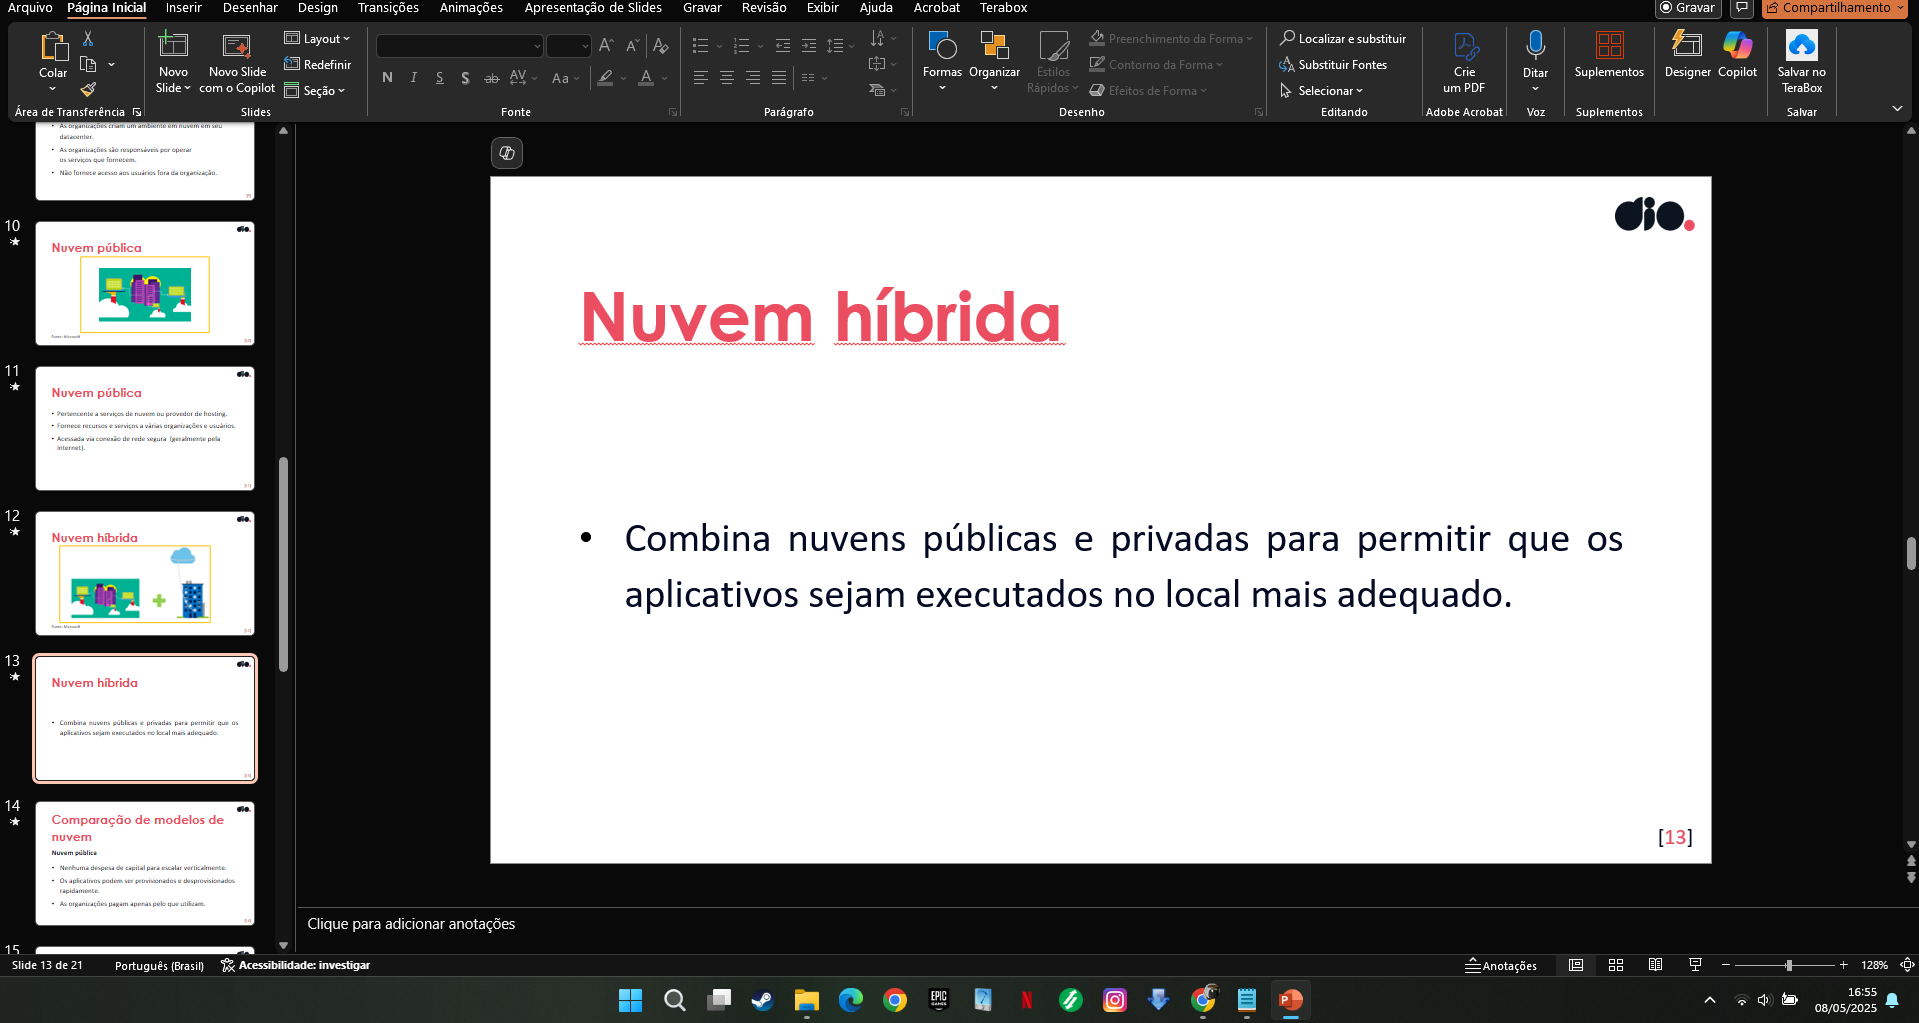 Arquivo Página Inicial Inserir Desenhar Design Transições Animações Apresentação de Slides Gravar Revisão Exibir Ajuda Acrobat Terabox
Gravar Compartilhamento
Colar
Área de Transferência
Novo Slide
Novo Slide com o Copilot
Layout
Redefinir
Seção
Slides
N I S S ab AV Aa A
Fonte
Parágrafo
Formas
Organizar
Estilos Rápidos
Preenchimento da Forma
Contorno da Forma
Efeitos de Forma
Desenho
Localizar e substituir
Substituir Fontes
Selecionar
Editando
Crie um PDF
Adobe Acrobat
Ditar
Voz
Suplementos
Suplementos
Designer
Copilot
Salvar no TeraBox
Salvar
• As organizações criam um ambiente em nuvem em seu
datacenter.
• As organizações são responsáveis por operar
os serviços que fornecem.
• Não fornece acesso aos usuários fora da organização.
10
dio.
Nuvem pública
Fonte: Microsoft
11
dio.
Nuvem pública
• Pertencente a serviços de nuvem ou provedor de hosting.
• Fornece recursos e serviços a várias organizações e usuários.
• Acessada via conexão de rede segura (geralmente pela
Internet).
12
dio.
Nuvem híbrida
Fonte: Microsoft
13
dio.
Nuvem híbrida
• Combina nuvens públicas e privadas para permitir que os
aplicativos sejam executados no local mais adequado.
14
dio.
Comparação de modelos de
nuvem
Nuvem pública
• Nenhuma despesa de capital para escalar verticalmente.
• Os aplicativos podem ser provisionados e desprovisionados
rapidamente.
• As organizações pagam apenas pelo que utilizam.
15
dio.
Nuvem híbrida
• Combina nuvens públicas e privadas para permitir que os
aplicativos sejam executados no local mais adequado.
[13]
Clique para adicionar anotações
Slide 13 de 21 Português (Brasil) Acessibilidade: investigar Anotações 128%
EPIC GAMES
16:55
08/05/2025